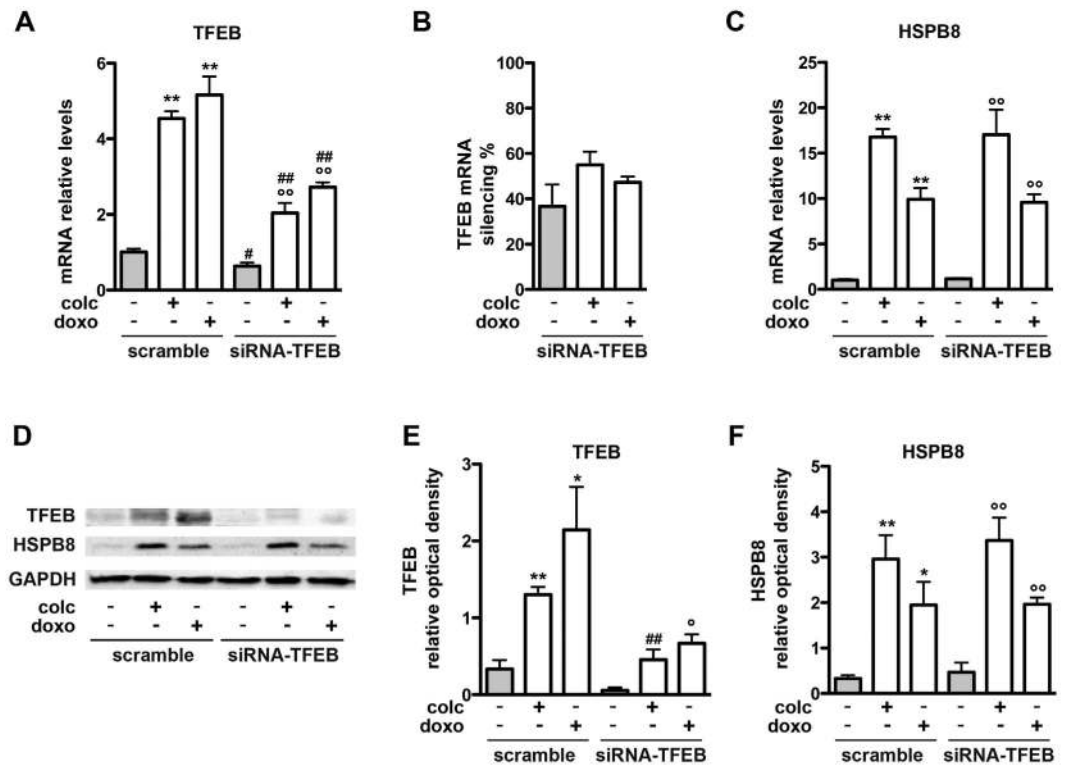 A
TFEB
mRNA relative levels
6
4
2
0
**
**
#
##
°°
##
°°
colc - + - - + -
doxo - - + - - +
scramble siRNA-TFEB
B
TFEB mRNA
silencing %
100
80
60
40
20
0
colc - + -
doxo - - +
siRNA-TFEB
C
HSPB8
mRNA relative levels
25
20
15
10
5
0
**
**
°°
°°
colc - + - - + -
doxo - - + - - +
scramble siRNA-TFEB
D
TFEB
HSPB8
GAPDH
colc - + - - + -
doxo - - + - - +
scramble siRNA-TFEB
E
TFEB
TFEB
relative optical density
3
2
1
0
**
*
##
°
colc - + - - + -
doxo - - + - - +
scramble siRNA-TFEB
F
HSPB8
HSPB8
relative optical density
5
4
3
2
1
0
**
*
°°
°°
colc - + - - + -
doxo - - + - - +
scramble siRNA-TFEB